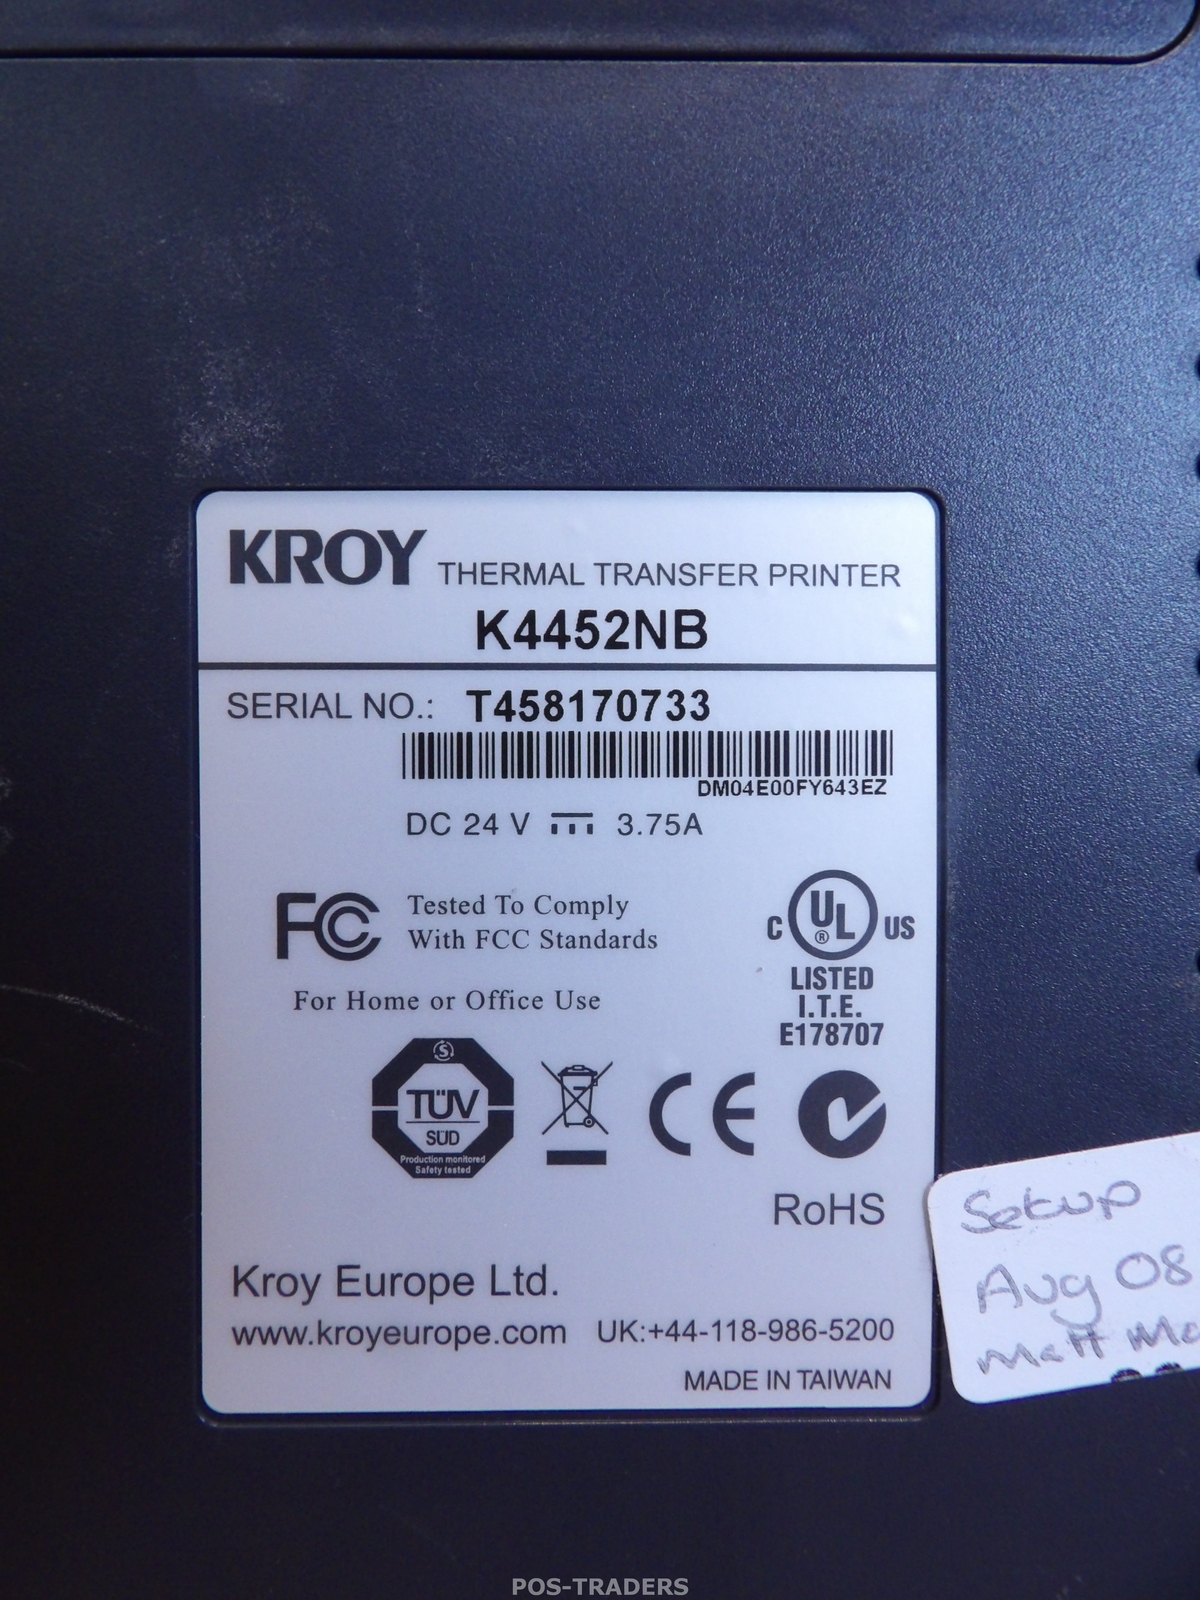 KROY THERMAL TRANSFER PRINTER
K4452NB
SERIAL NO.: T458170733
DM04E00FY643EZ
DC 24 V 3.75A
FC Tested To Comply
With FCC Standards
For Home or Office Use
C UL ® US
LISTED
I.T.E.
E178707
S
TÜV
SÜD
Production monitored
Safety tested
CE
RoHS
Kroy Europe Ltd.
www.kroyeurope.com UK:+44-118-986-5200
MADE IN TAIWAN
Setup
Aug 08
Matt
POS-TRADERS